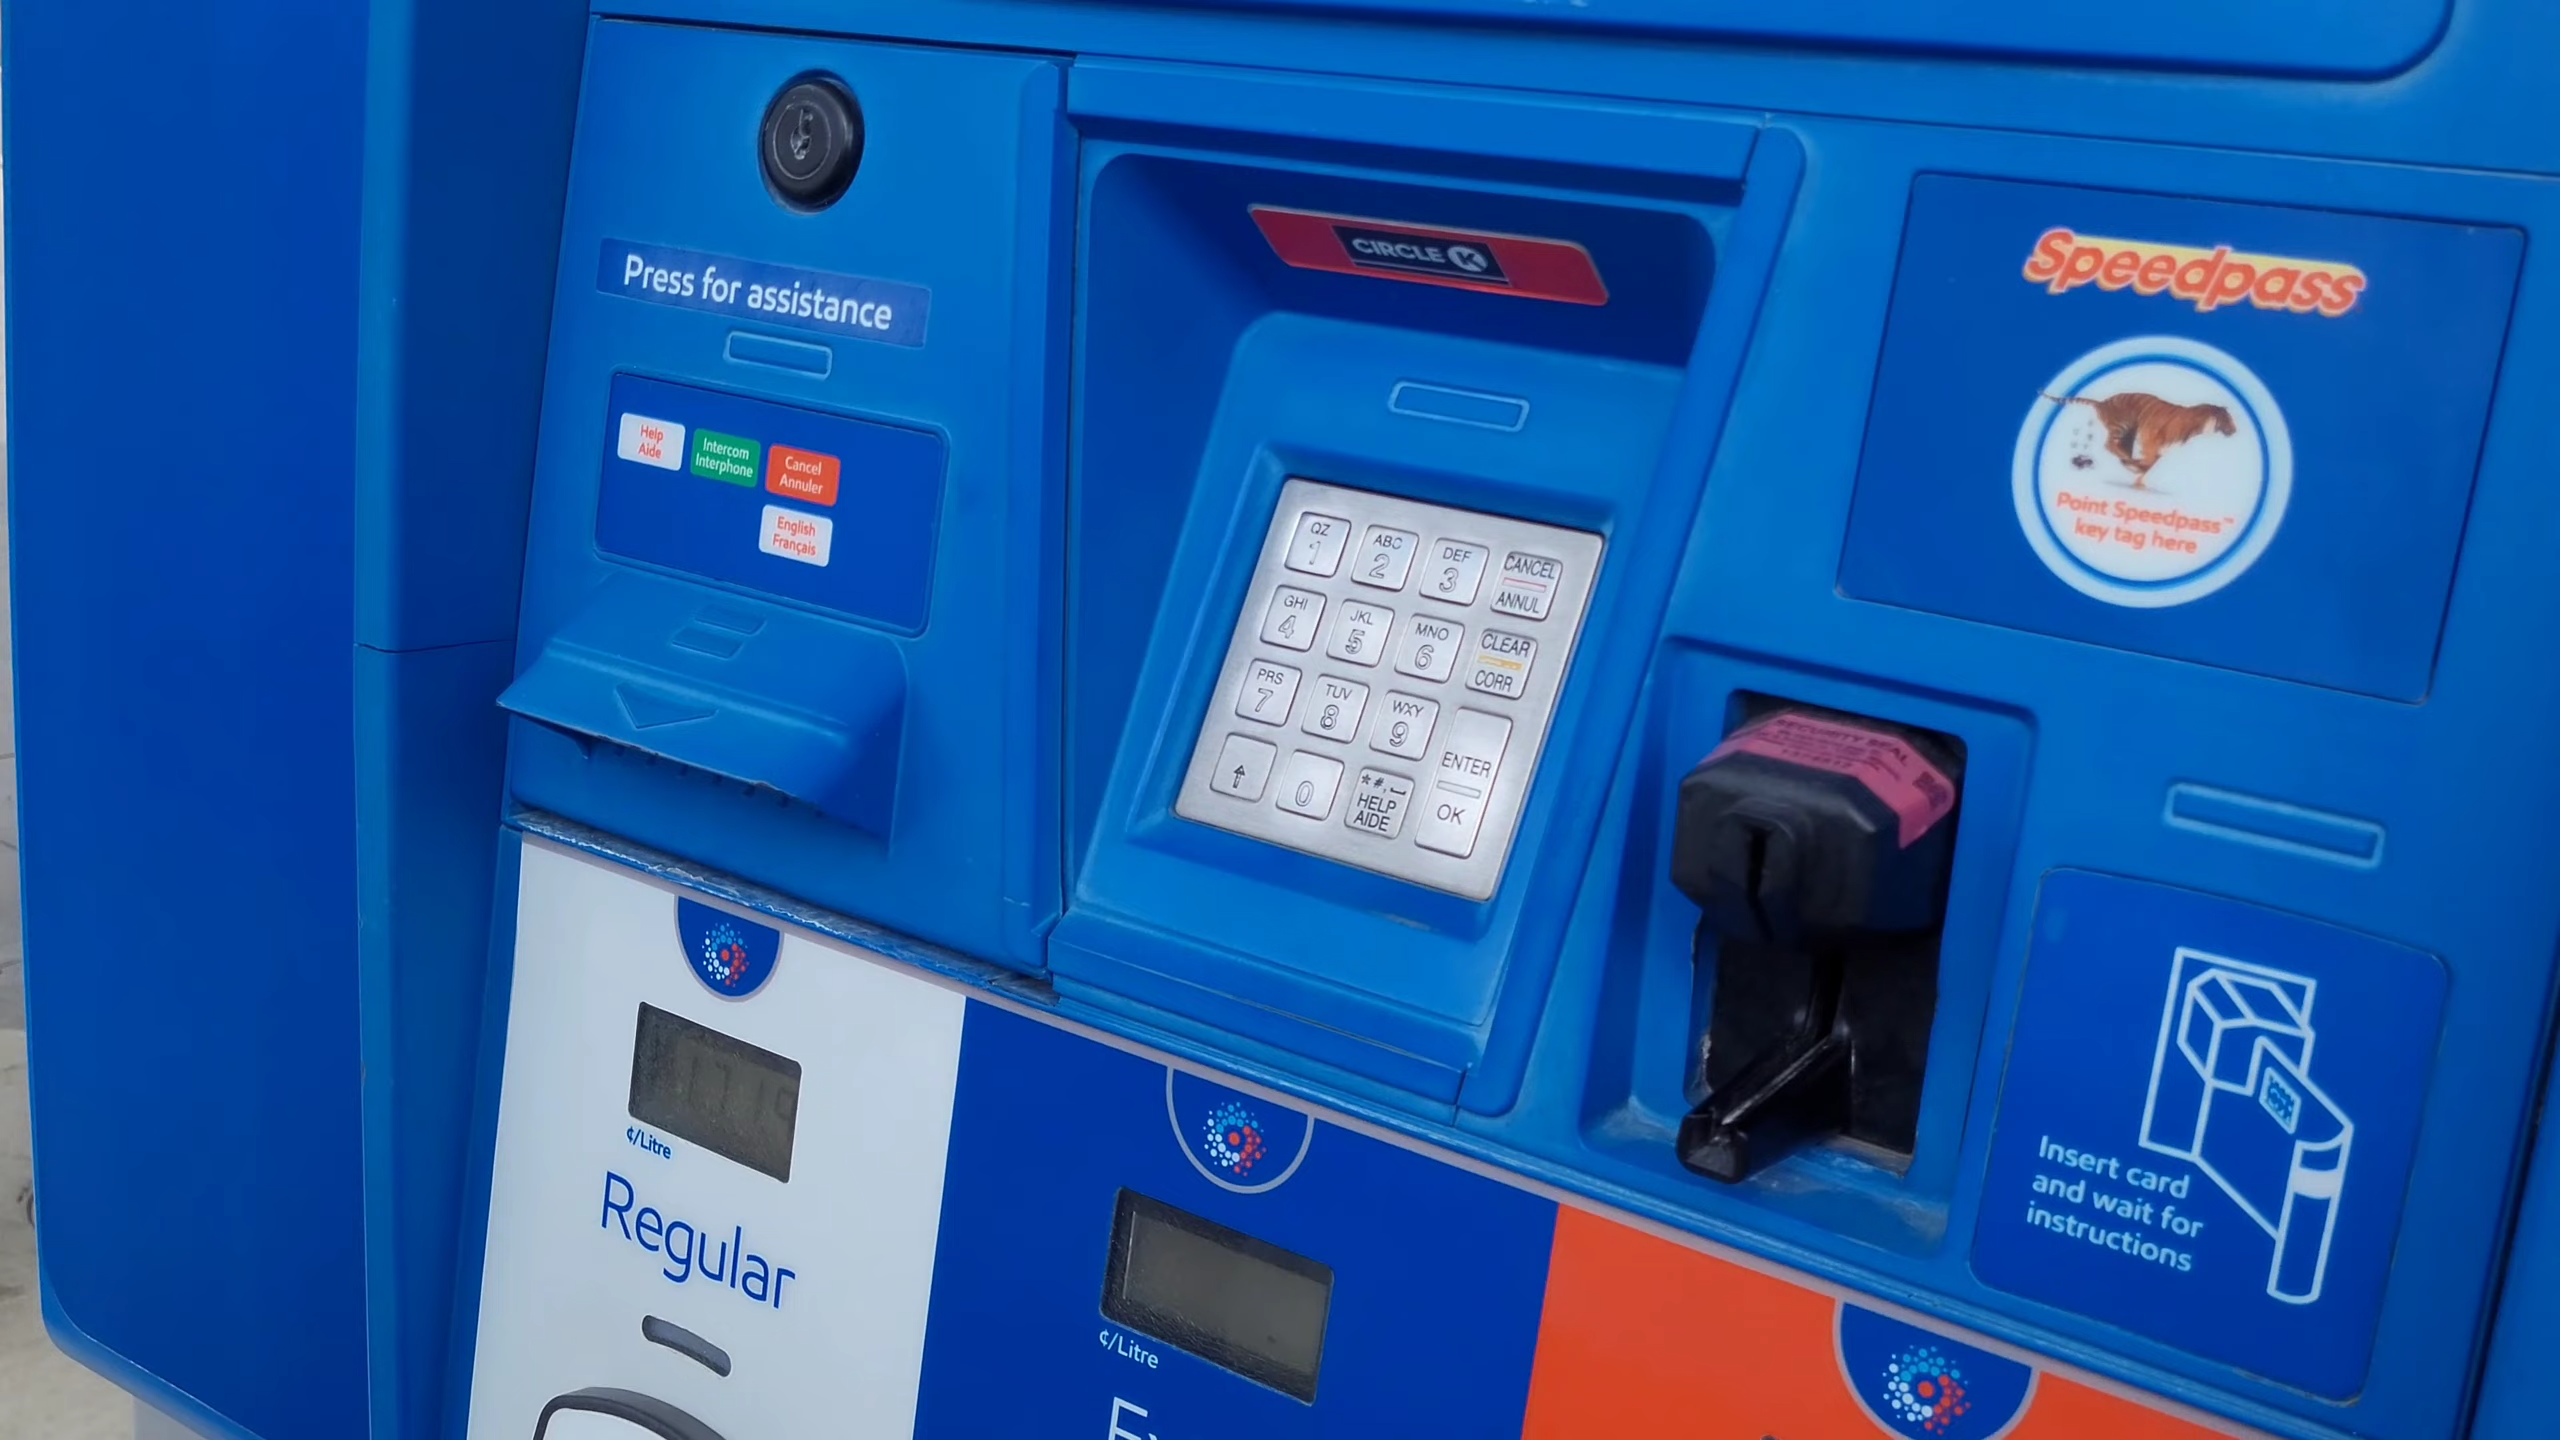 Press for assistance
Help
Aide
Intercom
Interphone
Cancel
Annuler
English
Français
CIRCLE K
QZ
1
ABC
2
DEF
3
CANCEL
ANNUL
GHI
4
JKL
5
MNO
6
CLEAR
CORR
PRS
7
TUV
8
WXY
9
ENTER
OK
0
*#,
HELP
AIDE
Speedpass
Point Speedpass™
key tag here
SECURITY SEAL
Insert card
and wait for
instructions
¢/Litre
Regular
¢/Litre